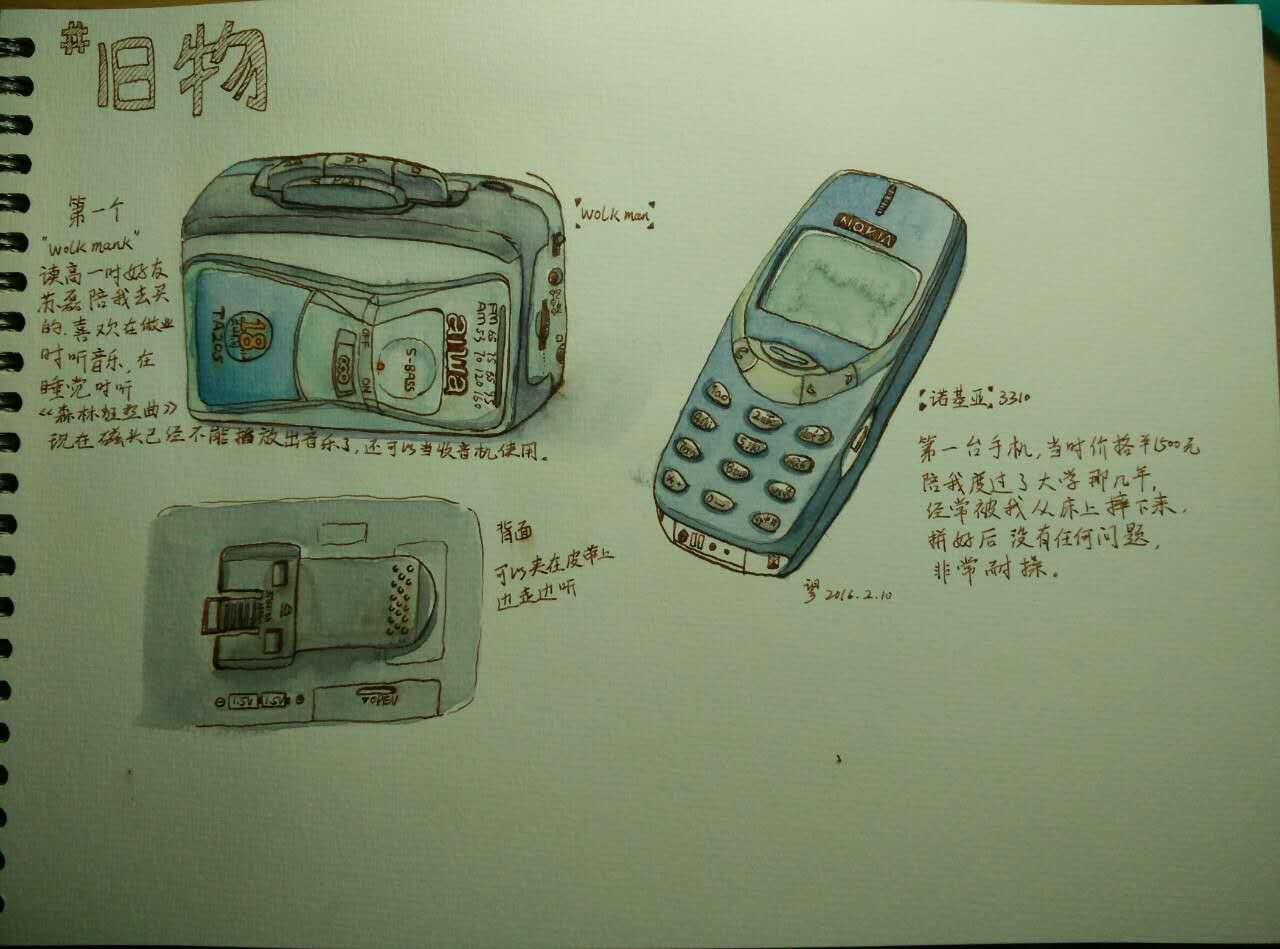 #旧物
第一个
"wolk mank"
读高一时好友
苏磊陪我去买
的.喜欢在做业
时听音乐,在
睡觉时听
《森林狂想曲》
现在磁头已经不能播放出音乐了,还可以当收音机使用。
"wolk man"
PLAY
TA205
18
OFF
ON
S-BASS
aiwa
FM 65 75 85 95
AM 53 70 120 160
背面
可以夹在皮带上
边走边听
1.5V 1.5V
OPEN
NOKIA
诺基亚 3310
第一台手机,当时价格¥1500元
陪我度过了大学那几年,
经常被我从床上摔下来.
拼好后没有任何问题,
非常耐操。
2016.2.10